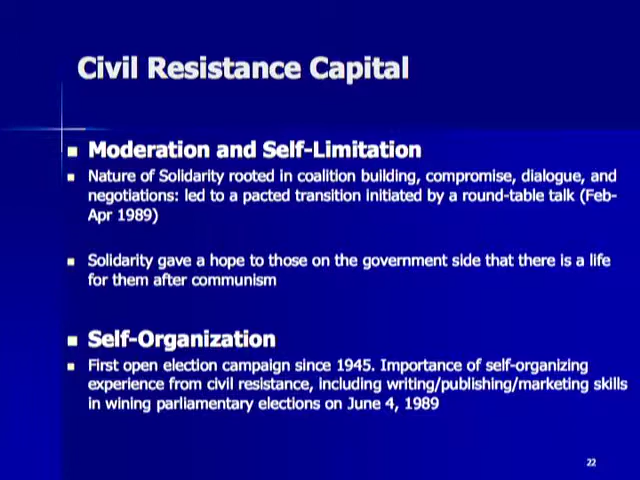 Civil Resistance Capital
Moderation and Self-Limitation
Nature of Solidarity rooted in coalition building, compromise, dialogue, and
negotiations: led to a pacted transition initiated by a round-table talk (Feb-
Apr 1989)
Solidarity gave a hope to those on the government side that there is a life
for them after communism
Self-Organization
First open election campaign since 1945. Importance of self-organizing
experience from civil resistance, including writing/publishing/marketing skills
in wining parliamentary elections on June 4, 1989
22